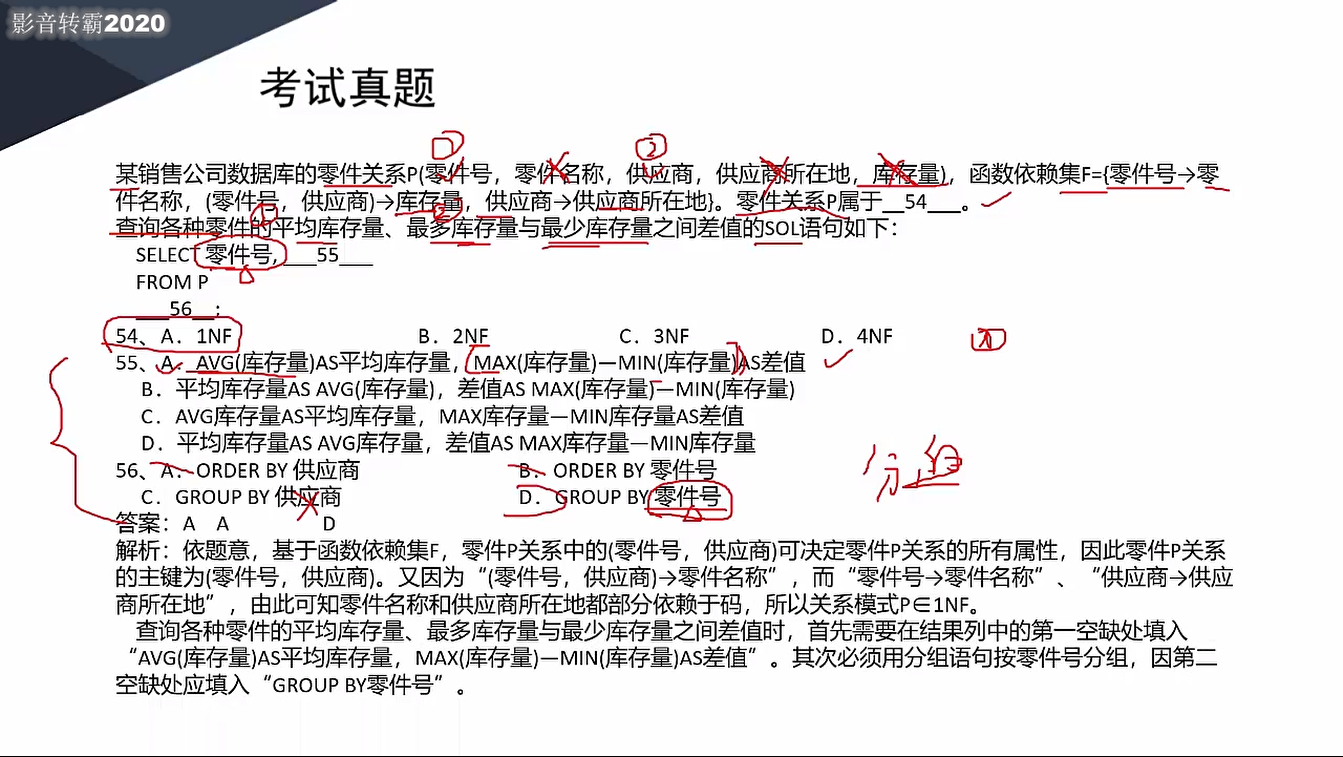 影音转霸2020
考试真题
某销售公司数据库的零件关系P(零件号，零件名称，供应商，供应商所在地，库存量)，函数依赖集F={零件号→零
件名称，(零件号，供应商)→库存量，供应商→供应商所在地}。零件关系P属于__54___。
查询各种零件的平均库存量、最多库存量与最少库存量之间差值的SQL语句如下：
SELECT 零件号,____55____
FROM P
____56___;
54、A．1NF B．2NF C．3NF D．4NF
55、A．AVG(库存量)AS平均库存量，MAX(库存量)—MIN(库存量)AS差值
B．平均库存量AS AVG(库存量)，差值AS MAX(库存量)—MIN(库存量)
C．AVG库存量AS平均库存量，MAX库存量—MIN库存量AS差值
D．平均库存量AS AVG库存量，差值AS MAX库存量—MIN库存量
56、A．ORDER BY 供应商 B．ORDER BY 零件号
C．GROUP BY 供应商 D．GROUP BY 零件号
分组
答案：A A D
解析：依题意，基于函数依赖集F，零件P关系中的(零件号，供应商)可决定零件P关系的所有属性，因此零件P关系
的主键为(零件号，供应商)。又因为“(零件号，供应商)→零件名称”，而“零件号→零件名称”、“供应商→供应
商所在地”，由此可知零件名称和供应商所在地都部分依赖于码，所以关系模式P∈1NF。
查询各种零件的平均库存量、最多库存量与最少库存量之间差值时，首先需要在结果列中的第一空缺处填入
“AVG(库存量)AS平均库存量，MAX(库存量)—MIN(库存量)AS差值”。其次必须用分组语句按零件号分组，因第二
空缺处应填入“GROUP BY零件号”。